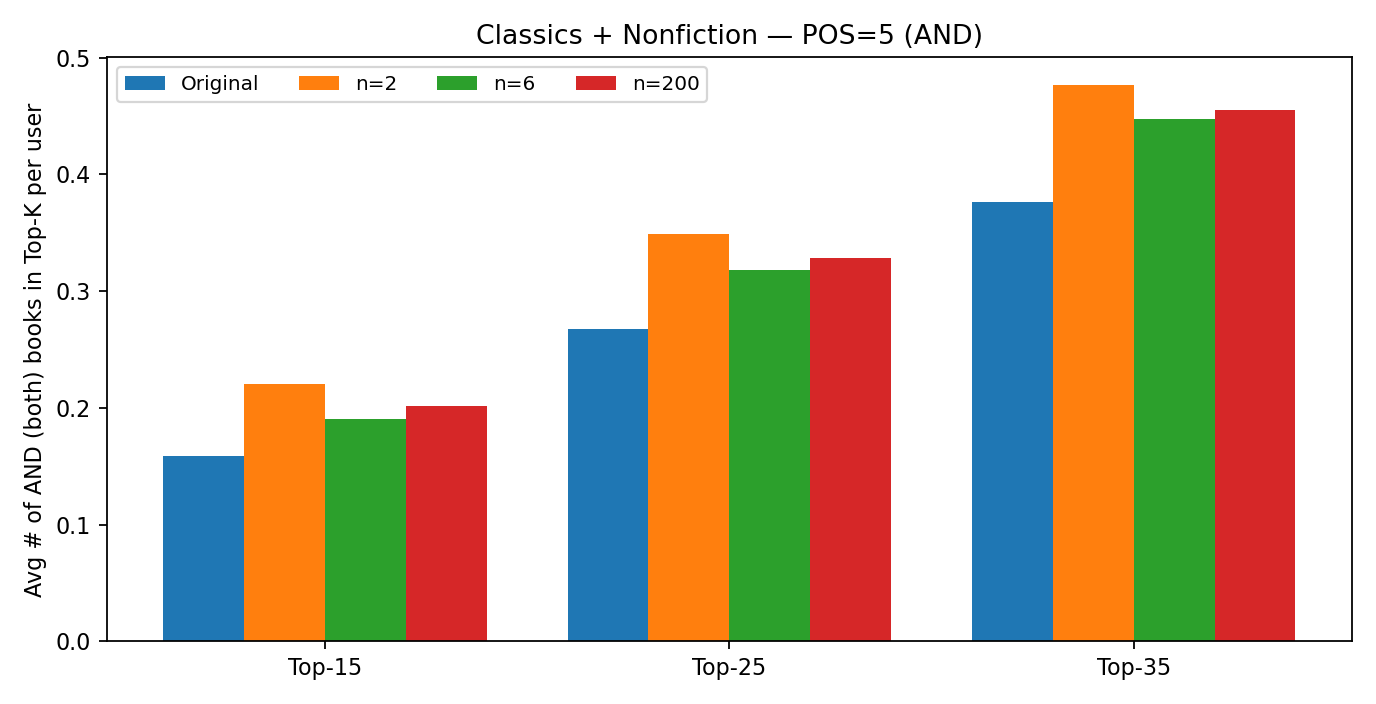 Classics + Nonfiction — POS=5 (AND)
Original n=2 n=6 n=200
Avg # of AND (both) books in Top-K per user
0.5
0.4
0.3
0.2
0.1
0.0
Top-15 Top-25 Top-35